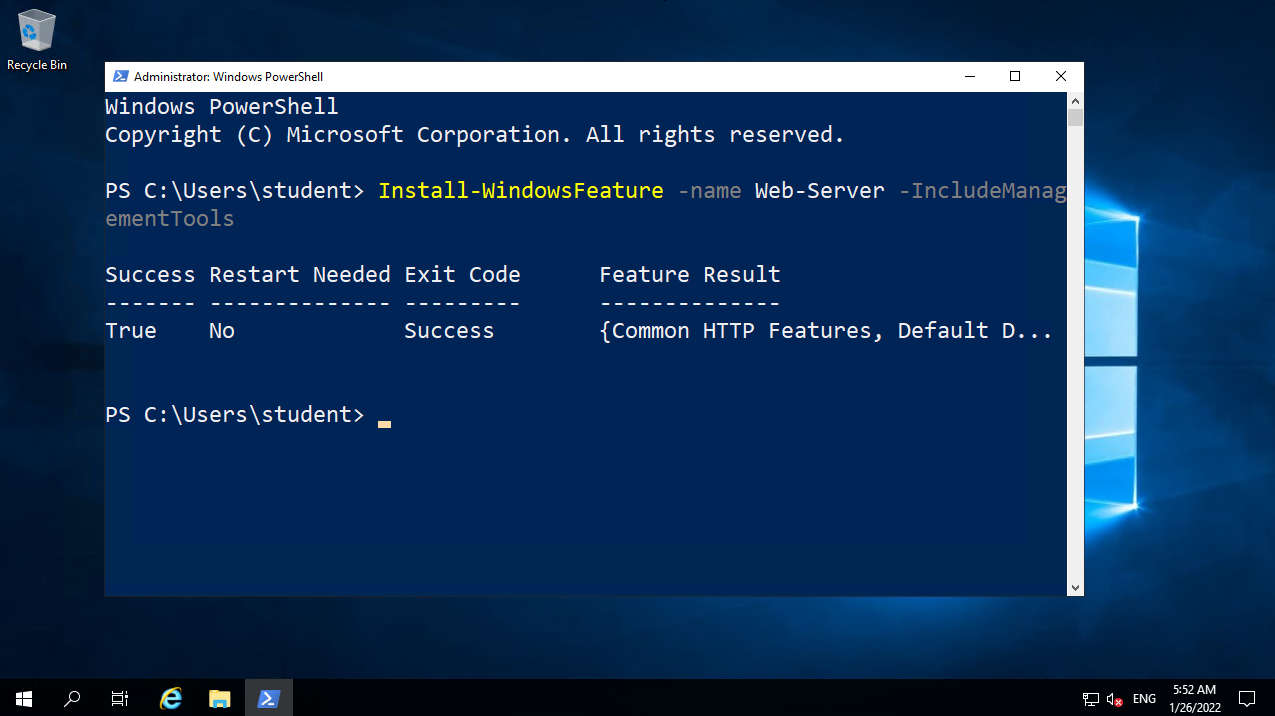 Recycle Bin
Administrator: Windows PowerShell
Windows PowerShell
Copyright (C) Microsoft Corporation. All rights reserved.
PS C:\Users\student> Install-WindowsFeature -name Web-Server -IncludeManag
ementTools
Success Restart Needed Exit Code      Feature Result
------- -------------- ---------      --------------
True    No             Success        {Common HTTP Features, Default D...
PS C:\Users\student>
ENG
5:52 AM
1/26/2022